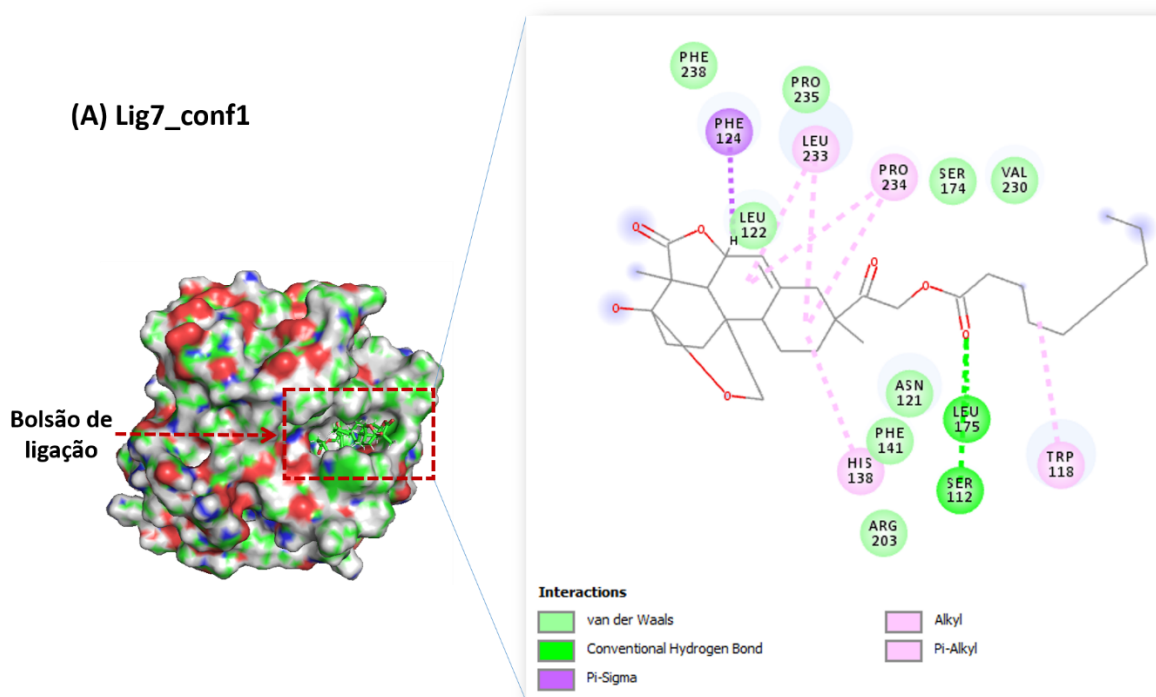 (A) Lig7_conf1
Bolsão de
ligação
PHE
238
PRO
235
PHE
124
LEU
233
PRO
234
SER
174
VAL
230
LEU
122
H
O
O
O
O
O
O
O
O
ASN
121
PHE
141
HIS
138
LEU
175
SER
112
TRP
118
ARG
203
Interactions
van der Waals
Conventional Hydrogen Bond
Pi-Sigma
Alkyl
Pi-Alkyl